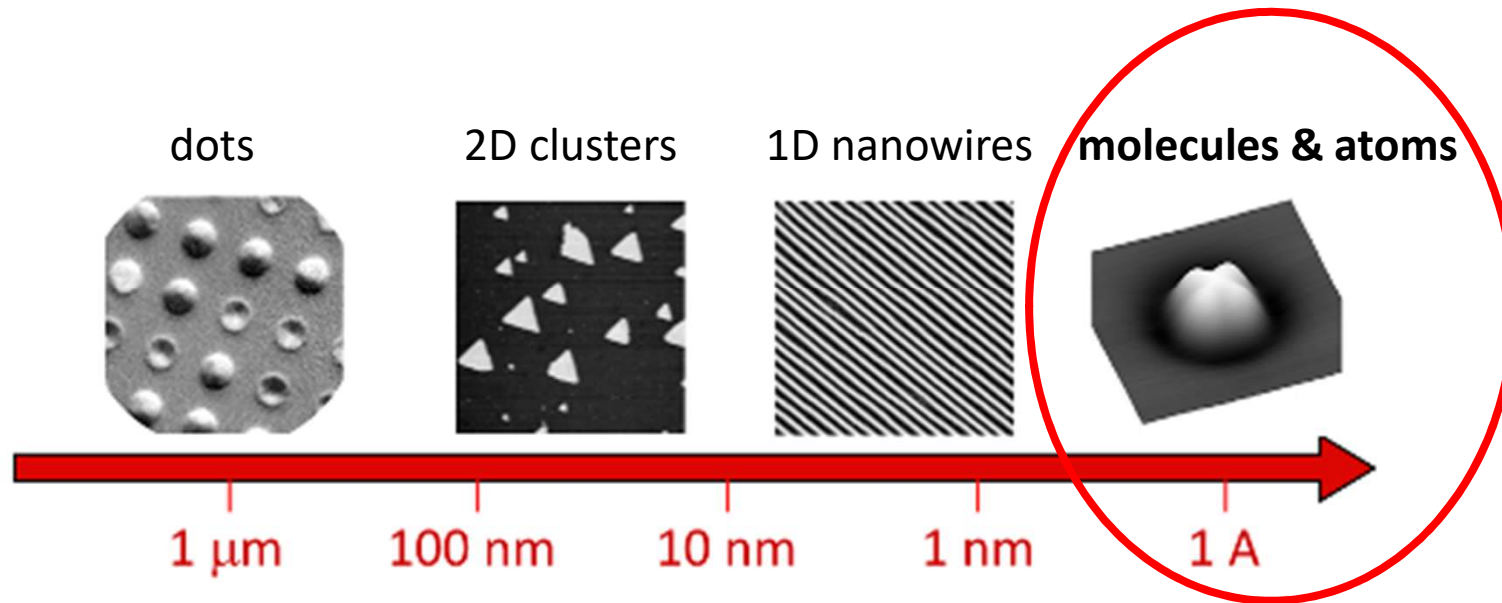 dots 2D clusters 1D nanowires molecules & atoms
1 μm 100 nm 10 nm 1 nm 1 A